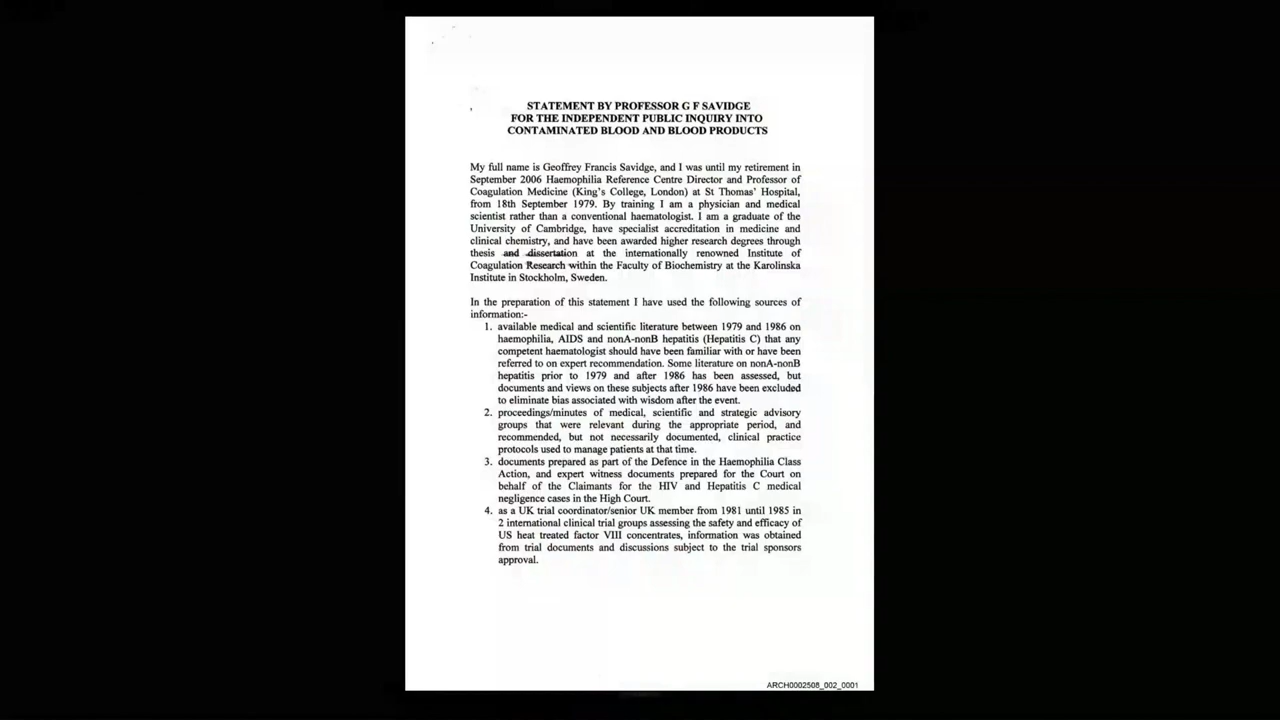 STATEMENT BY PROFESSOR G F SAVIDGE
FOR THE INDEPENDENT PUBLIC INQUIRY INTO
CONTAMINATED BLOOD AND BLOOD PRODUCTS
My full name is Geoffrey Francis Savidge, and I was until my retirement in
September 2006 Haemophilia Reference Centre Director and Professor of
Coagulation Medicine (King's College, London) at St Thomas' Hospital,
from 18th September 1979. By training I am a physician and medical
scientist rather than a conventional haematologist. I am a graduate of the
University of Cambridge, have specialist accreditation in medicine and
clinical chemistry, and have been awarded higher research degrees through
thesis and dissertation at the internationally renowned Institute of
Coagulation Research within the Faculty of Biochemistry at the Karolinska
Institute in Stockholm, Sweden.
In the preparation of this statement I have used the following sources of
information:-
1. available medical and scientific literature between 1979 and 1986 on
haemophilia, AIDS and nonA-nonB hepatitis (Hepatitis C) that any
competent haematologist should have been familiar with or have been
referred to on expert recommendation. Some literature on nonA-nonB
hepatitis prior to 1979 and after 1986 has been assessed, but
documents and views on these subjects after 1986 have been excluded
to eliminate bias associated with wisdom after the event.
2. proceedings/minutes of medical, scientific and strategic advisory
groups that were relevant during the appropriate period, and
recommended, but not necessarily documented, clinical practice
protocols used to manage patients at that time.
3. documents prepared as part of the Defence in the Haemophilia Class
Action, and expert witness documents prepared for the Court on
behalf of the Claimants for the HIV and Hepatitis C medical
negligence cases in the High Court.
4. as a UK trial coordinator/senior UK member from 1981 until 1985 in
2 international clinical trial groups assessing the safety and efficacy of
US heat treated factor VIII concentrates, information was obtained
from trial documents and discussions subject to the trial sponsors
approval.
ARCH0002508_002_0001